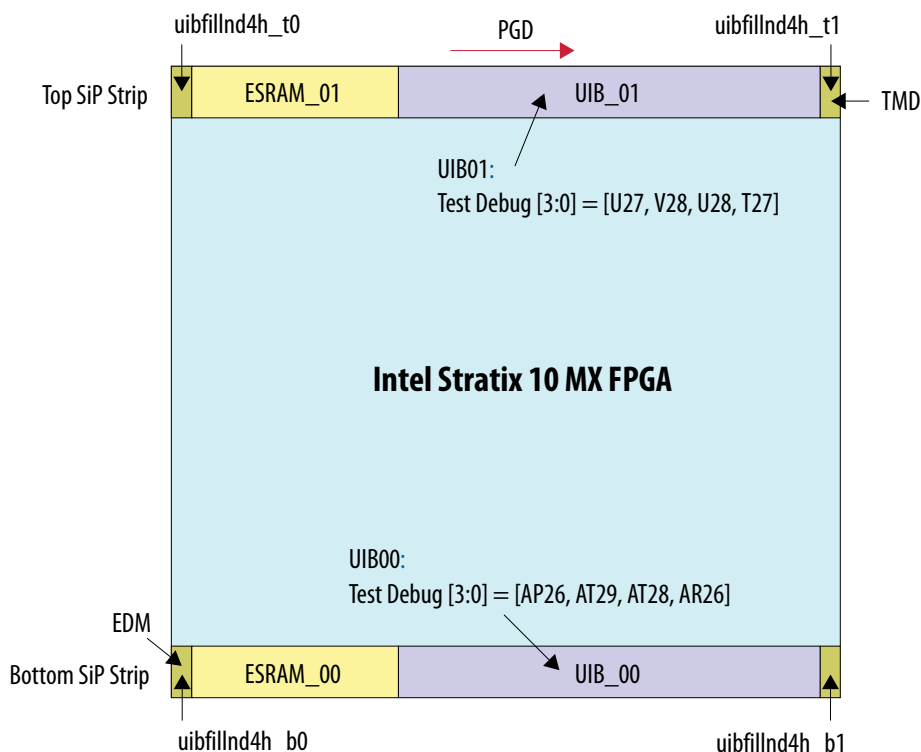 uibfillnd4h_t0
PGD
uibfillnd4h_t1
Top SiP Strip
ESRAM_01
UIB_01
TMD
UIB01:
Test Debug [3:0] = [U27, V28, U28, T27]
Intel Stratix 10 MX FPGA
UIB00:
Test Debug [3:0] = [AP26, AT29, AT28, AR26]
EDM
Bottom SiP Strip
ESRAM_00
UIB_00
uibfillnd4h_b0
uibfillnd4h_b1